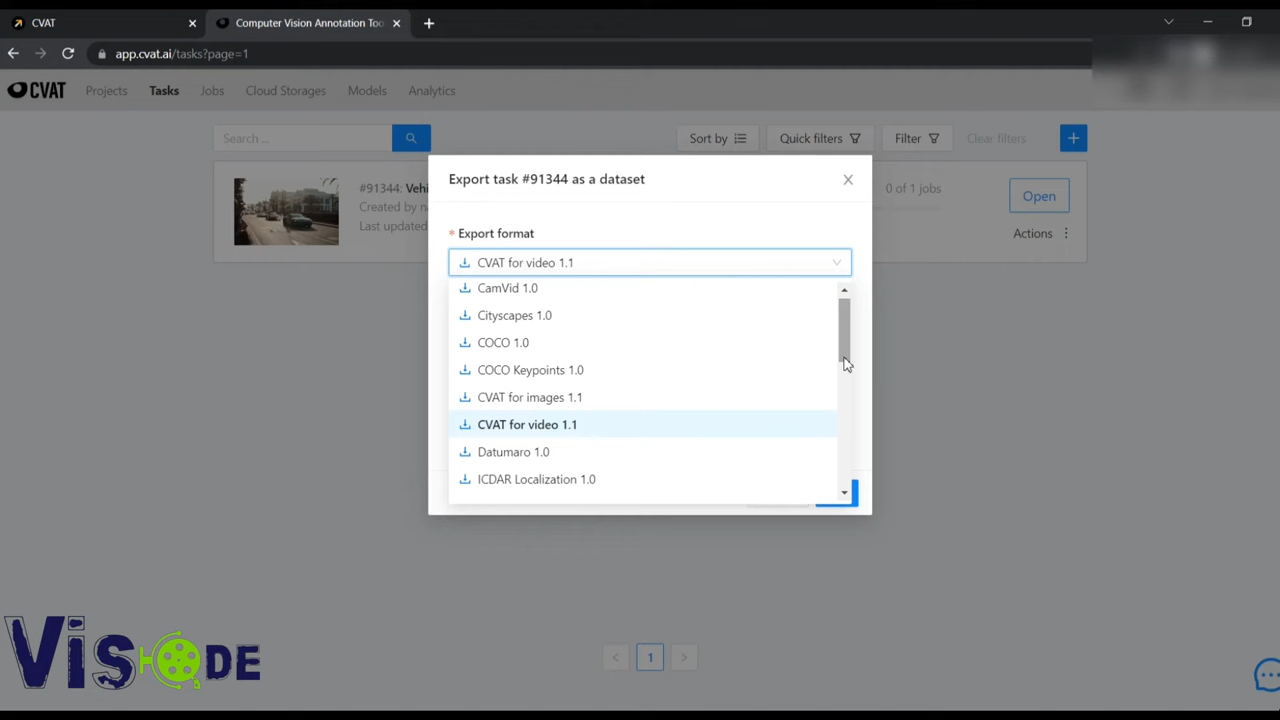 CVAT
Computer Vision Annotation Too
app.cvat.ai/tasks?page=1
CVAT
Projects
Tasks
Jobs
Cloud Storages
Models
Analytics
Search ...
Sort by
Quick filters
Filter
Clear filters
#91344: Vehi
Created by n
Last updated
0 of 1 jobs
Open
Actions
Export task #91344 as a dataset
* Export format
CVAT for video 1.1
CamVid 1.0
Cityscapes 1.0
COCO 1.0
COCO Keypoints 1.0
CVAT for images 1.1
CVAT for video 1.1
Datumaro 1.0
ICDAR Localization 1.0
< 1 >
VisODE